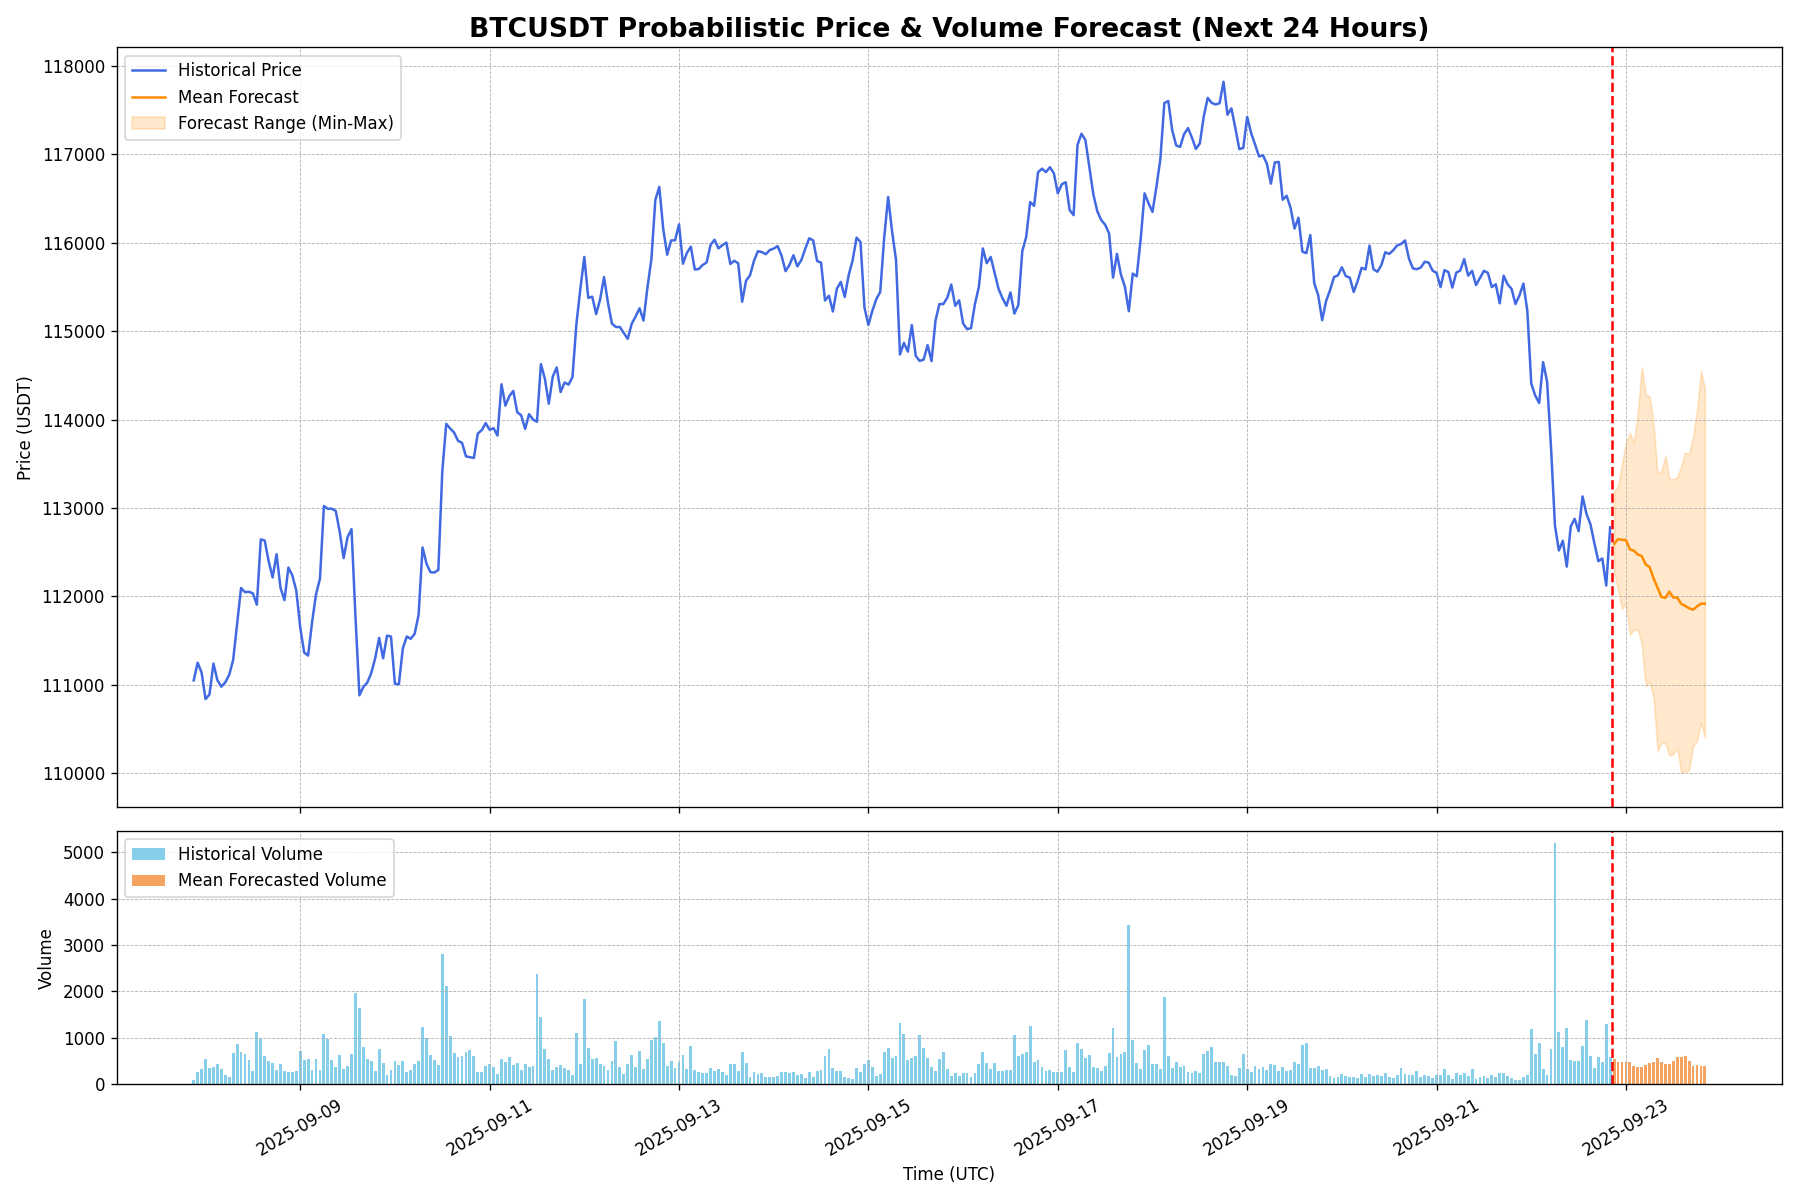 BTCUSDT Probabilistic Price & Volume Forecast (Next 24 Hours)
Historical Price
Mean Forecast
Forecast Range (Min-Max)
118000
117000
116000
115000
114000
113000
112000
111000
110000
Price (USDT)
Historical Volume
Mean Forecasted Volume
5000
4000
3000
2000
1000
0
Volume
2025-09-09
2025-09-11
2025-09-13
2025-09-15
2025-09-17
2025-09-19
2025-09-21
2025-09-23
Time (UTC)